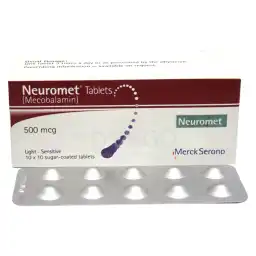 Neuromet® Tablets
[Mecobalamin]
500 mcg
Neuromet
Light - Sensitive
10 x 10 sugar-coated tablets
MerckSerono